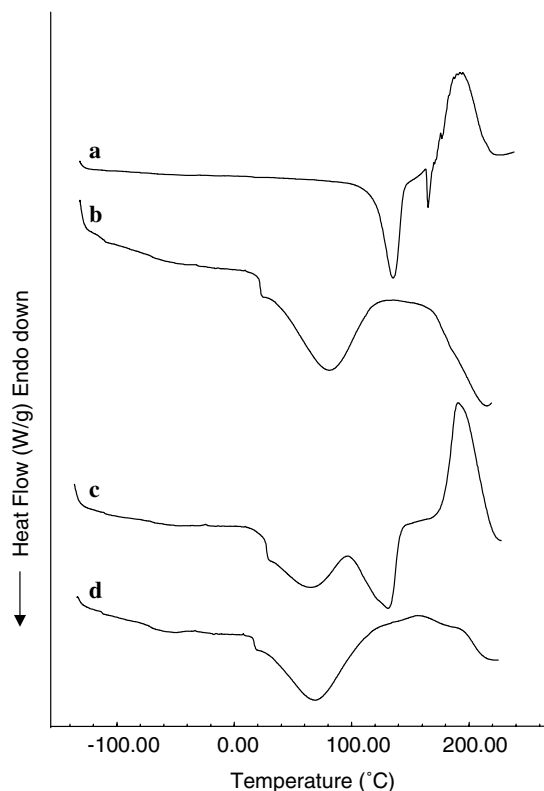 a
b
c
d
Heat Flow (W/g) Endo down
-100.00 0.00 100.00 200.00
Temperature (˚C)